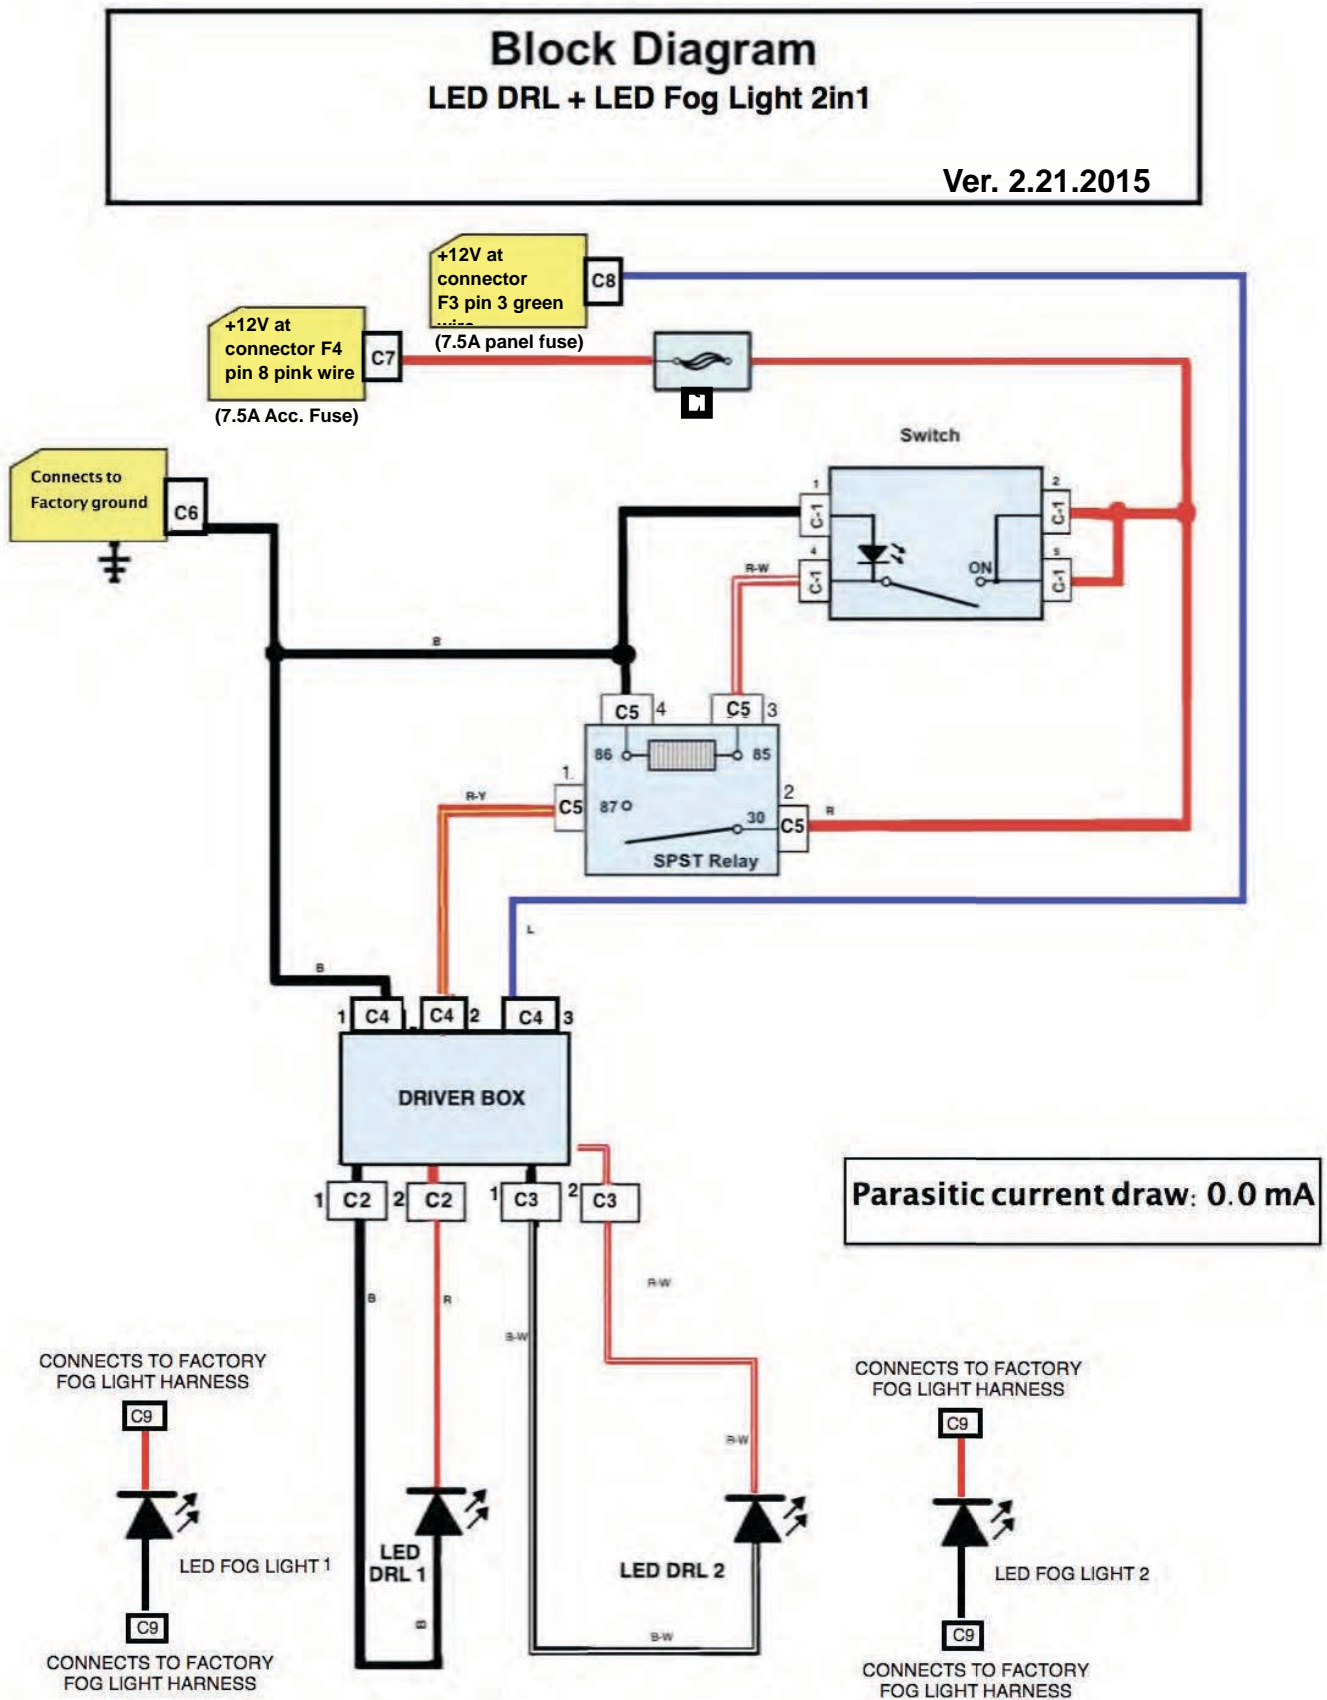 Block Diagram
LED DRL + LED Fog Light 2in1
Ver. 2.21.2015
+12V at
connector
F3 pin 3 green
C8
(7.5A panel fuse)
+12V at
connector F4
pin 8 pink wire
C7
(7.5A Acc. Fuse)
Switch
Connects to
Factory ground
C6
1
C-1
2
C-1
4
C-1
ON
5
C-1
R-W
B
C5 4
C5 3
86
85
1
C5
87
30
2
C5
R-Y
R
SPST Relay
L
B
1 C4
C4 2
C4 3
DRIVER BOX
1 C2
2 C2
1 C3
2 C3
Parasitic current draw: 0.0 mA
B
R
B-W
R-W
CONNECTS TO FACTORY
FOG LIGHT HARNESS
C9
CONNECTS TO FACTORY
FOG LIGHT HARNESS
C9
R-W
LED FOG LIGHT 1
LED
DRL 1
LED DRL 2
LED FOG LIGHT 2
B
B-W
C9
CONNECTS TO FACTORY
FOG LIGHT HARNESS
C9
CONNECTS TO FACTORY
FOG LIGHT HARNESS